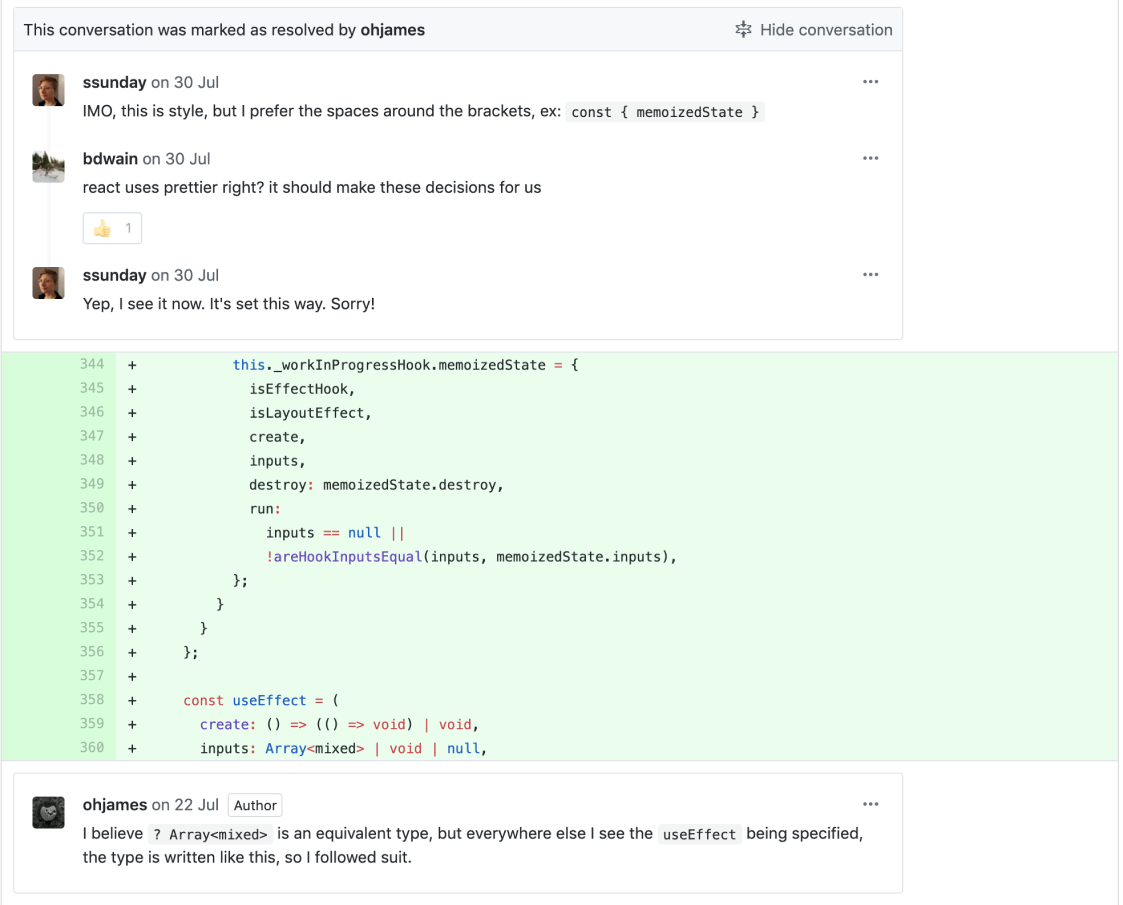 This conversation was marked as resolved by ohjames
Hide conversation
ssunday on 30 Jul
IMO, this is style, but I prefer the spaces around the brackets, ex: const { memoizedState }
bdwain on 30 Jul
react uses prettier right? it should make these decisions for us
👍 1
ssunday on 30 Jul
Yep, I see it now. It's set this way. Sorry!
344 + this._workInProgressHook.memoizedState = {
345 + isEffectHook,
346 + isLayoutEffect,
347 + create,
348 + inputs,
349 + destroy: memoizedState.destroy,
350 + run:
351 + inputs == null ||
352 + !areHookInputsEqual(inputs, memoizedState.inputs),
353 + };
354 + }
355 + }
356 + };
357 +
358 + const useEffect = (
359 + create: () => (() => void) | void,
360 + inputs: Array<mixed> | void | null,
ohjames on 22 Jul Author
I believe ? Array<mixed> is an equivalent type, but everywhere else I see the useEffect being specified,
the type is written like this, so I followed suit.